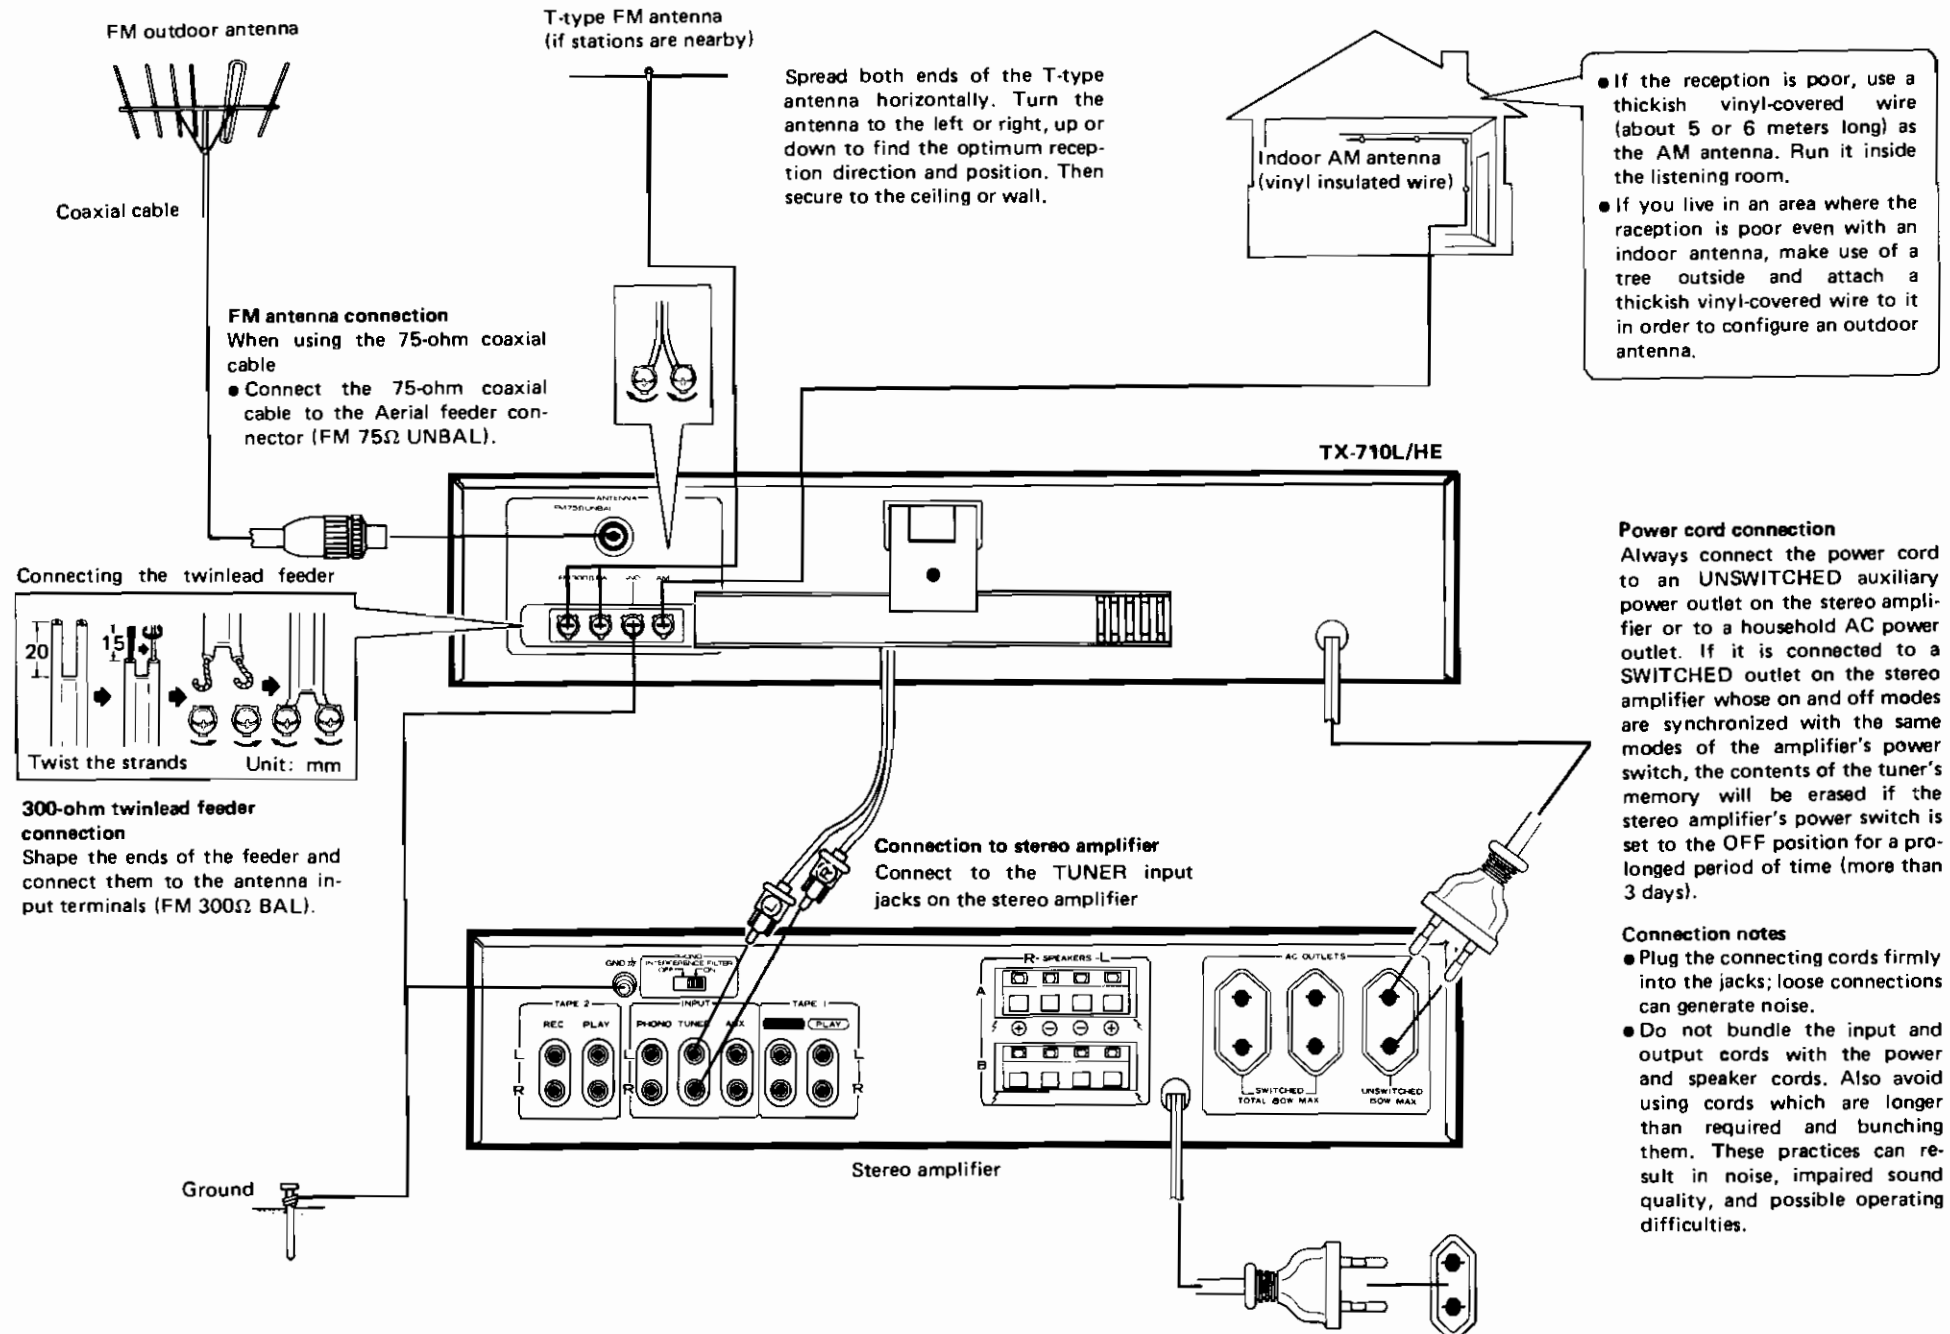 FM outdoor antenna
Coaxial cable
T-type FM antenna
(if stations are nearby)
Spread both ends of the T-type
antenna horizontally. Turn the
antenna to the left or right, up or
down to find the optimum recep-
tion direction and position. Then
secure to the ceiling or wall.
Indoor AM antenna
(vinyl insulated wire)
● If the reception is poor, use a
thickish vinyl-covered wire
(about 5 or 6 meters long) as
the AM antenna. Run it inside
the listening room.
● If you live in an area where the
raception is poor even with an
indoor antenna, make use of a
tree outside and attach a
thickish vinyl-covered wire to it
in order to configure an outdoor
antenna.
FM antenna connection
When using the 75-ohm coaxial
cable
● Connect the 75-ohm coaxial
cable to the Aerial feeder con-
nector (FM 75Ω UNBAL).
TX-710L/HE
ANTENNA
FM 75Ω UNBAL
AM
Connecting the twinlead feeder
20
15
Twist the strands
Unit: mm
300-ohm twinlead feeder
connection
Shape the ends of the feeder and
connect them to the antenna in-
put terminals (FM 300Ω BAL).
Power cord connection
Always connect the power cord
to an UNSWITCHED auxiliary
power outlet on the stereo ampli-
fier or to a household AC power
outlet. If it is connected to a
SWITCHED outlet on the stereo
amplifier whose on and off modes
are synchronized with the same
modes of the amplifier's power
switch, the contents of the tuner's
memory will be erased if the
stereo amplifier's power switch is
set to the OFF position for a pro-
longed period of time (more than
3 days).
Connection notes
● Plug the connecting cords firmly
into the jacks; loose connections
can generate noise.
● Do not bundle the input and
output cords with the power
and speaker cords. Also avoid
using cords which are longer
than required and bunching
them. These practices can re-
sult in noise, impaired sound
quality, and possible operating
difficulties.
Connection to stereo amplifier
Connect to the TUNER input
jacks on the stereo amplifier
L
R
GND
PHONO
INTERFERENCE FILTER
OFF ON
TAPE 2
INPUT
TAPE 1
REC PLAY
PHONO TUNER AUX
PLAY
L L L
R R R
R - SPEAKERS - L
A
+ − − +
B
AC OUTLETS
SWITCHED
TOTAL 80W MAX
UNSWITCHED
80W MAX
Stereo amplifier
Ground